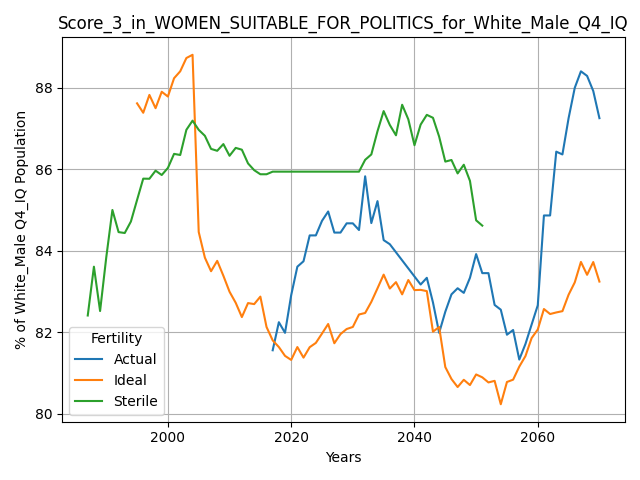 Score_3_in_WOMEN_SUITABLE_FOR_POLITICS_for_White_Male_Q4_IQ
% of White_Male Q4_IQ Population
88
86
84
82
80
Fertility
Actual
Ideal
Sterile
2000
2020
2040
2060
Years